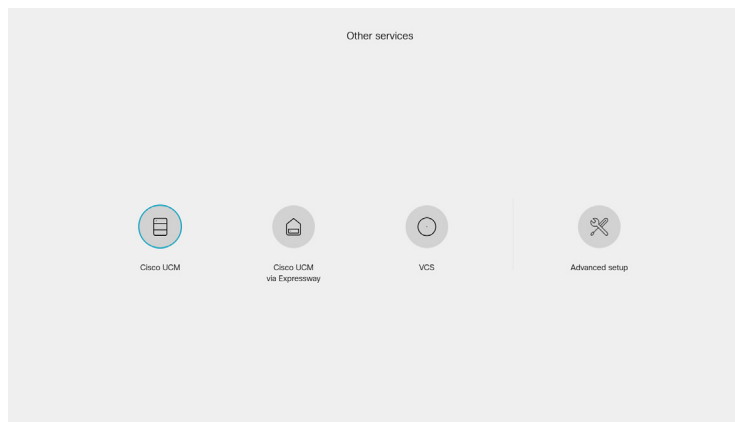 Other services
Cisco UCM
Cisco UCM
via Expressway
VCS
Advanced setup